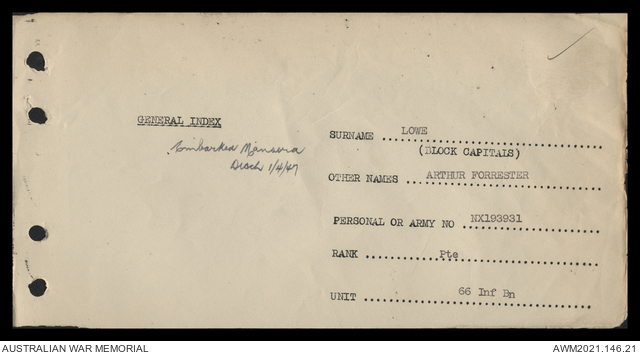 GENERAL INDEX
Embarked Manoora
Disch 1/4/47
SURNAME ... LOWE
(BLOCK CAPITALS)
OTHER NAMES ... ARTHUR FORRESTER
PERSONAL OR ARMY NO NX193931
RANK ... Pte
UNIT ... 66 Inf Bn
AUSTRALIAN WAR MEMORIAL
AWM2021.146.21